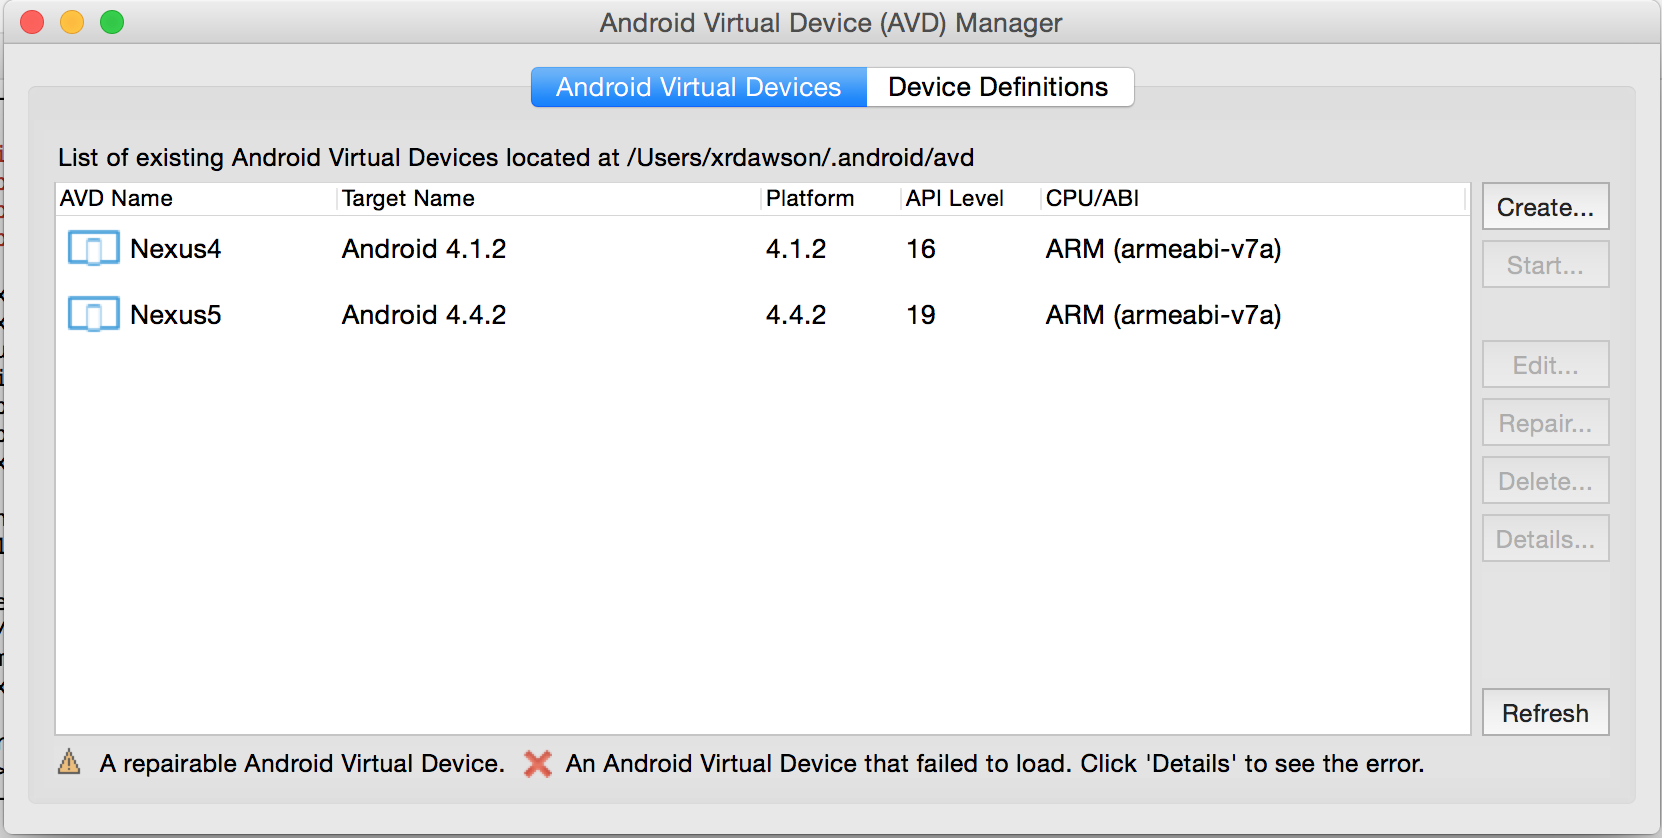 Android Virtual Device (AVD) Manager
Android Virtual Devices Device Definitions
List of existing Android Virtual Devices located at /Users/xrdawson/.android/avd
AVD Name Target Name Platform API Level CPU/ABI
Nexus4 Android 4.1.2 4.1.2 16 ARM (armeabi-v7a)
Nexus5 Android 4.4.2 4.4.2 19 ARM (armeabi-v7a)
Create...
Start...
Edit...
Repair...
Delete...
Details...
Refresh
A repairable Android Virtual Device. An Android Virtual Device that failed to load. Click 'Details' to see the error.